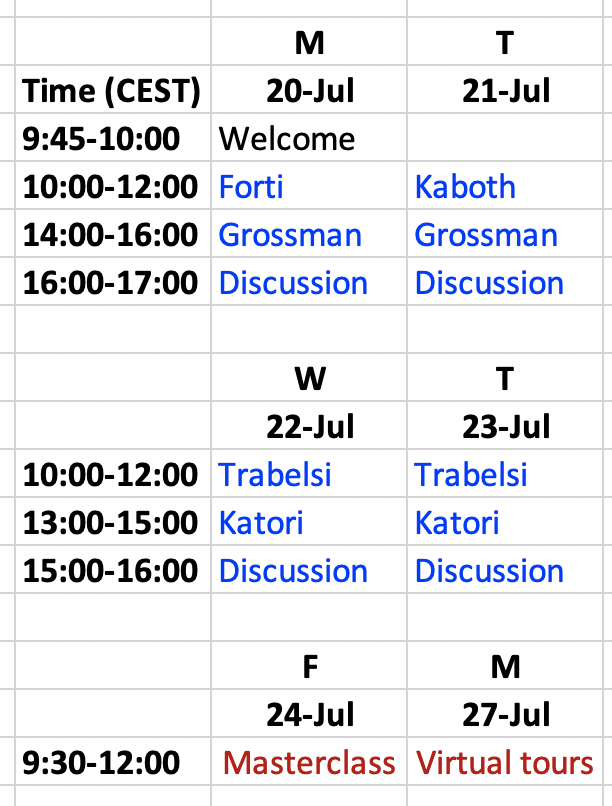 M T
Time (CEST) 20-Jul 21-Jul
9:45-10:00 Welcome
10:00-12:00 Forti Kaboth
14:00-16:00 Grossman Grossman
16:00-17:00 Discussion Discussion
W T
22-Jul 23-Jul
10:00-12:00 Trabelsi Trabelsi
13:00-15:00 Katori Katori
15:00-16:00 Discussion Discussion
F M
24-Jul 27-Jul
9:30-12:00 Masterclass Virtual tours